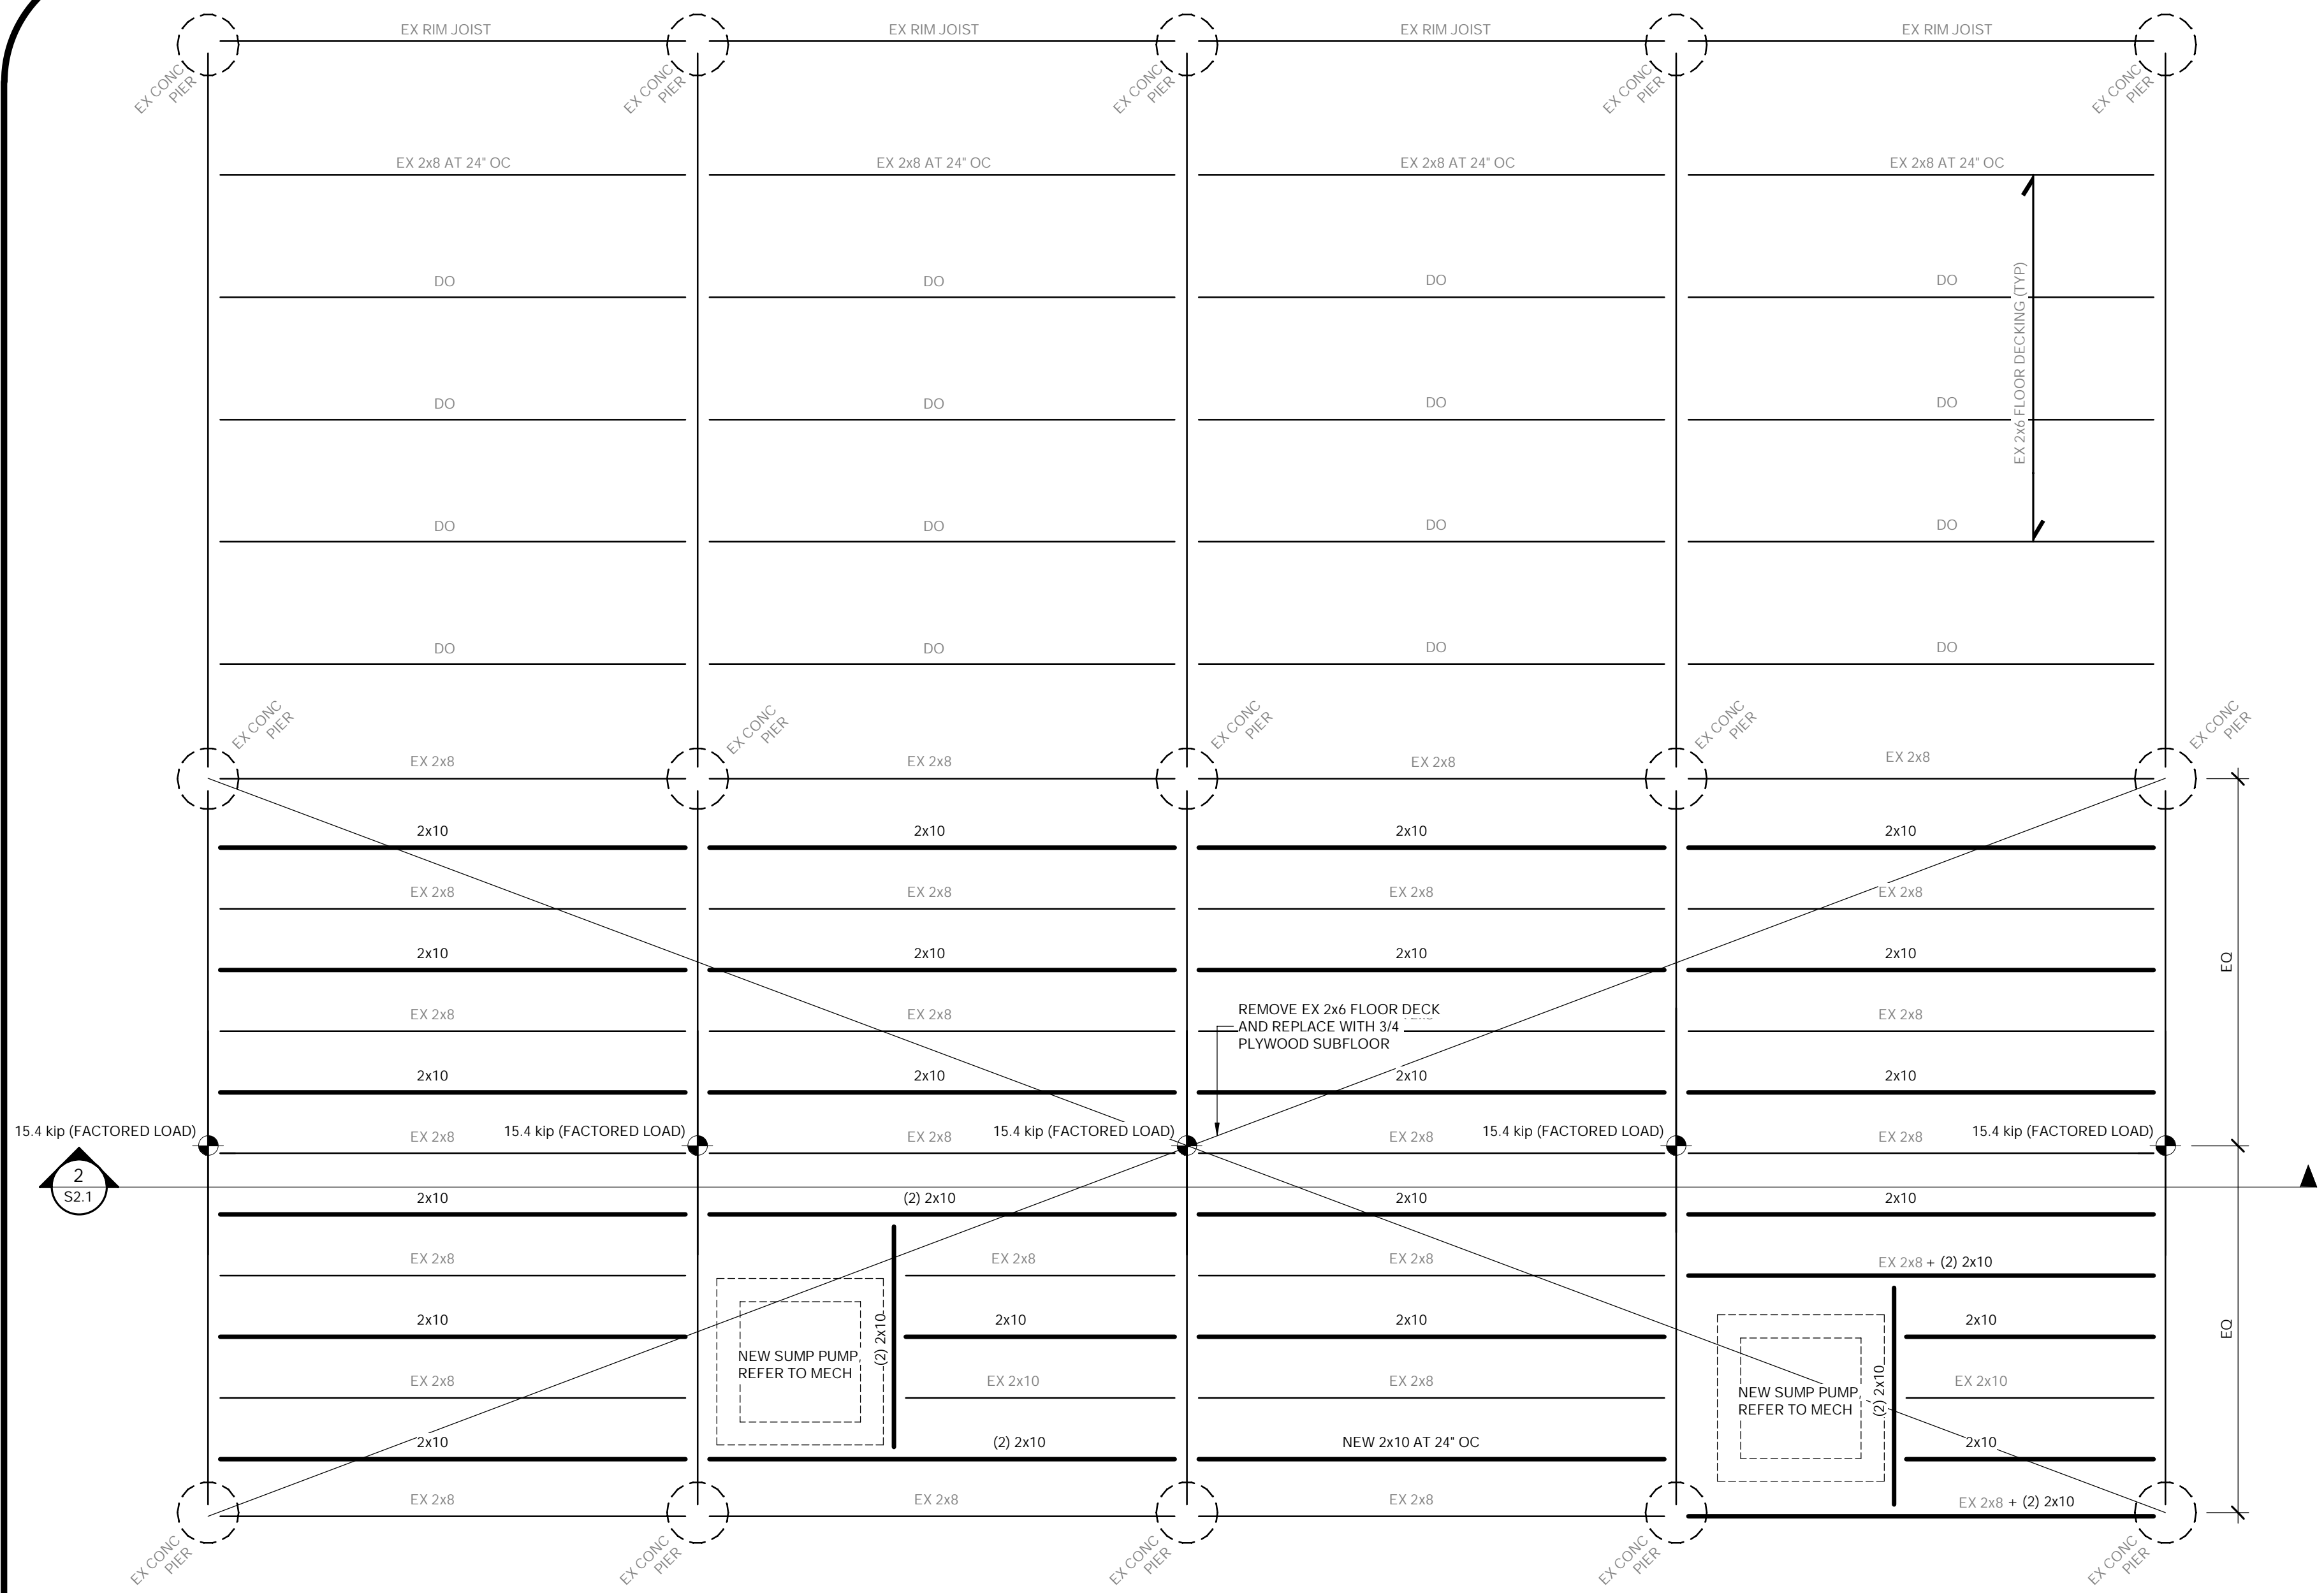 EX RIM JOIST
EX RIM JOIST
EX RIM JOIST
EX RIM JOIST
EX CONC
PIER
EX CONC
PIER
EX CONC
PIER
EX CONC
PIER
EX CONC
PIER
EX 2x8 AT 24" OC
EX 2x8 AT 24" OC
EX 2x8 AT 24" OC
EX 2x8 AT 24" OC
DO
DO
DO
DO
EX 2x6 FLOOR DECKING (TYP)
DO
DO
DO
DO
DO
DO
DO
DO
DO
DO
DO
DO
EX CONC
PIER
EX CONC
PIER
EX CONC
PIER
EX CONC
PIER
EX CONC
PIER
EX 2x8
EX 2x8
EX 2x8
EX 2x8
2x10
2x10
2x10
2x10
EX 2x8
EX 2x8
EX 2x8
EX 2x8
2x10
2x10
2x10
2x10
EQ
EX 2x8
EX 2x8
REMOVE EX 2x6 FLOOR DECK
AND REPLACE WITH 3/4
PLYWOOD SUBFLOOR
EX 2x8
2x10
2x10
2x10
2x10
15.4 kip (FACTORED LOAD)
EX 2x8
15.4 kip (FACTORED LOAD)
EX 2x8
15.4 kip (FACTORED LOAD)
EX 2x8
15.4 kip (FACTORED LOAD)
EX 2x8
15.4 kip (FACTORED LOAD)
2
S2.1
2x10
(2) 2x10
2x10
2x10
EX 2x8
EX 2x8
EX 2x8
EX 2x8 + (2) 2x10
2x10
(2) 2x10
2x10
2x10
2x10
EQ
NEW SUMP PUMP
REFER TO MECH
EX 2x8
EX 2x10
EX 2x8
NEW SUMP PUMP
REFER TO MECH
(2) 2x10
EX 2x10
2x10
(2) 2x10
NEW 2x10 AT 24" OC
2x10
EX 2x8
EX 2x8
EX 2x8
EX 2x8 + (2) 2x10
EX CONC
PIER
EX CONC
PIER
EX CONC
PIER
EX CONC
PIER
EX CONC
PIER